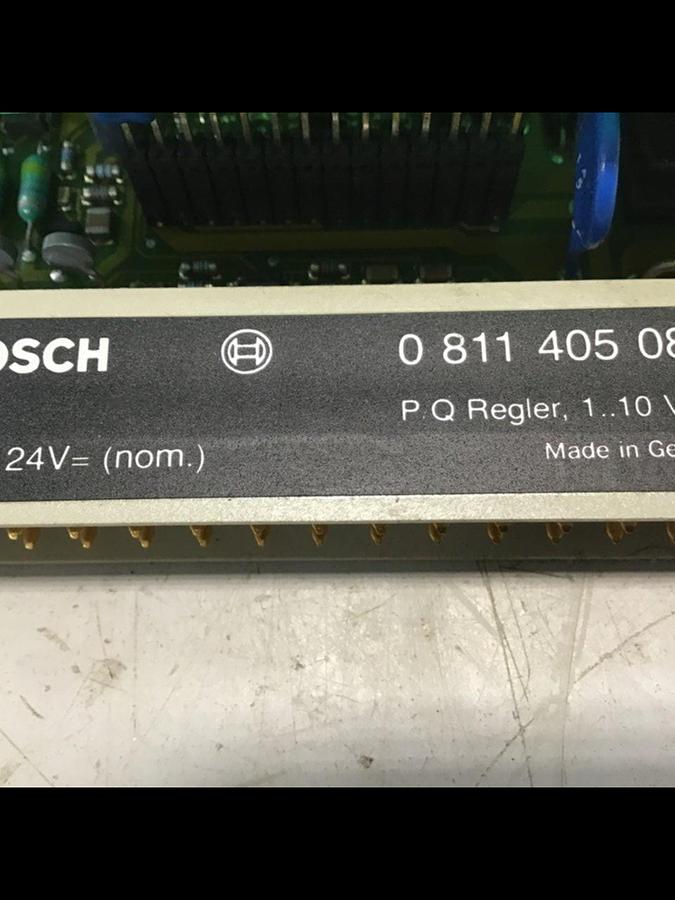 OSCH
0 811 405 08
P.Q Regler, 1..10 V
24V= (nom.)
Made in Ge